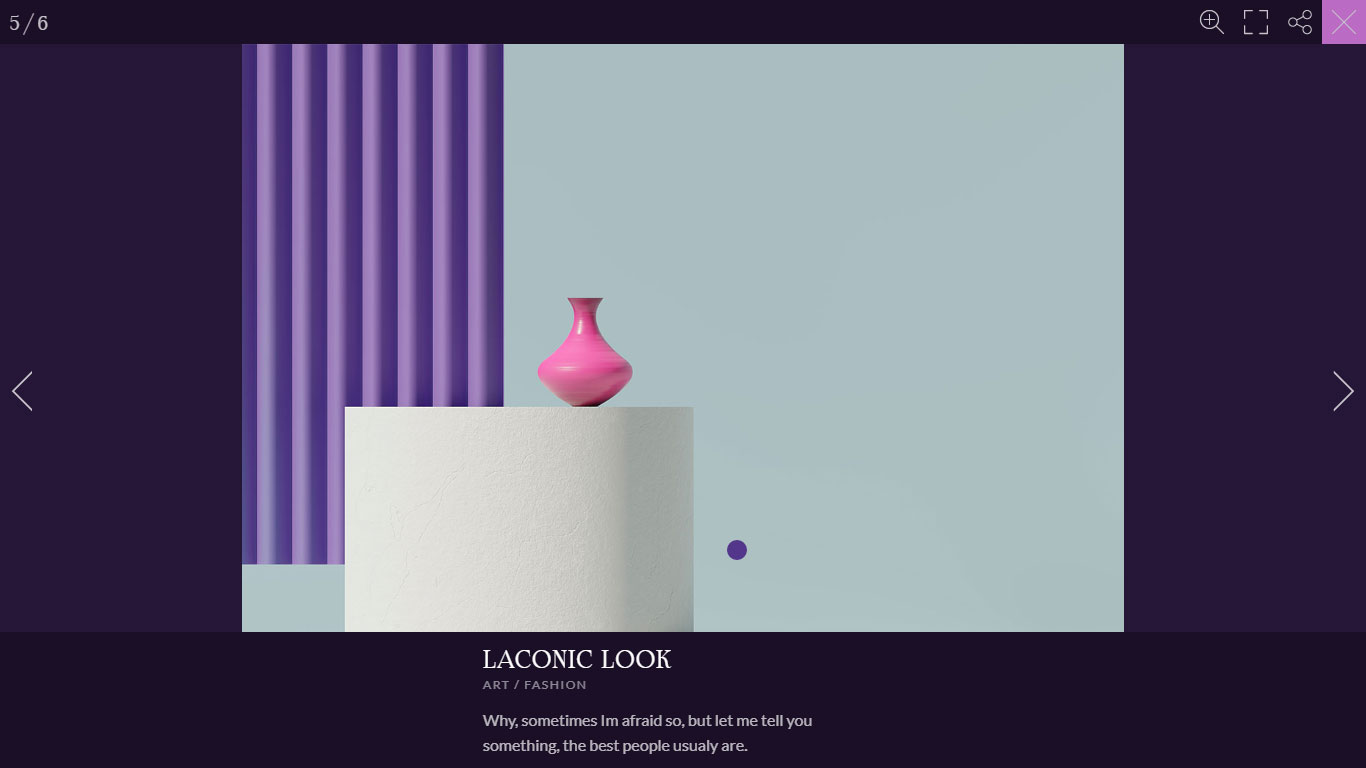 5 / 6
LACONIC LOOK
ART / FASHION
Why, sometimes Im afraid so, but let me tell you
something, the best people usualy are.